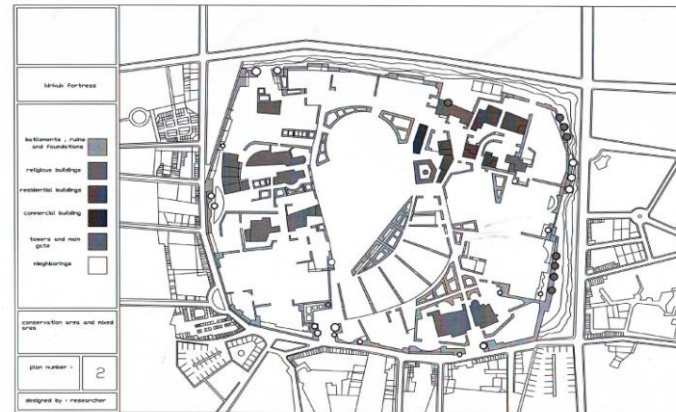 kirkuk fortress
battlements , ruins
and foundations
religious buildings
residential buildings
commercial building
towers and main
gate
neighborings
conservation area and mixed
area
plan number :
2
designed by : researcher